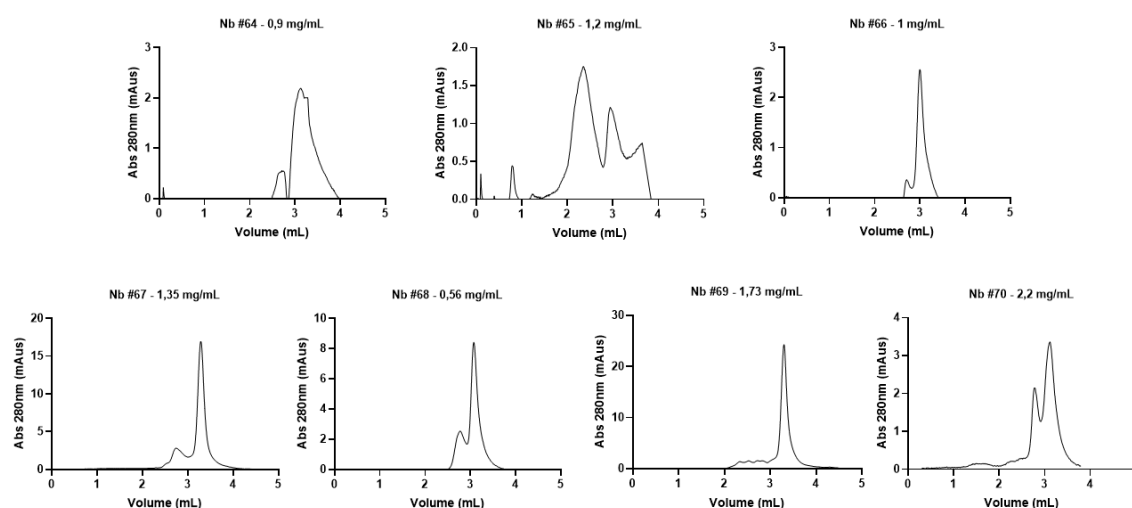 Nb #64 - 0,9 mg/mL
Abs 280nm (mAus)
3
2
1
0
0 1 2 3 4 5
Volume (mL)
Nb #65 - 1,2 mg/mL
Abs 280nm (mAus)
2.0
1.5
1.0
0.5
0.0
0 1 2 3 4 5
Volume (mL)
Nb #66 - 1 mg/mL
Abs 280nm (mAus)
3
2
1
0
0 1 2 3 4 5
Volume (mL)
Nb #67 - 1,35 mg/mL
Abs 280nm (mAus)
20
15
10
5
0
0 1 2 3 4 5
Volume (mL)
Nb #68 - 0,56 mg/mL
Abs 280nm (mAus)
10
8
6
4
2
0
0 1 2 3 4 5
Volume (mL)
Nb #69 - 1,73 mg/mL
Abs 280nm (mAus)
30
20
10
0
0 1 2 3 4 5
Volume (mL)
Nb #70 - 2,2 mg/mL
Abs 280nm (mAus)
4
3
2
1
0
0 1 2 3 4
Volume (mL)